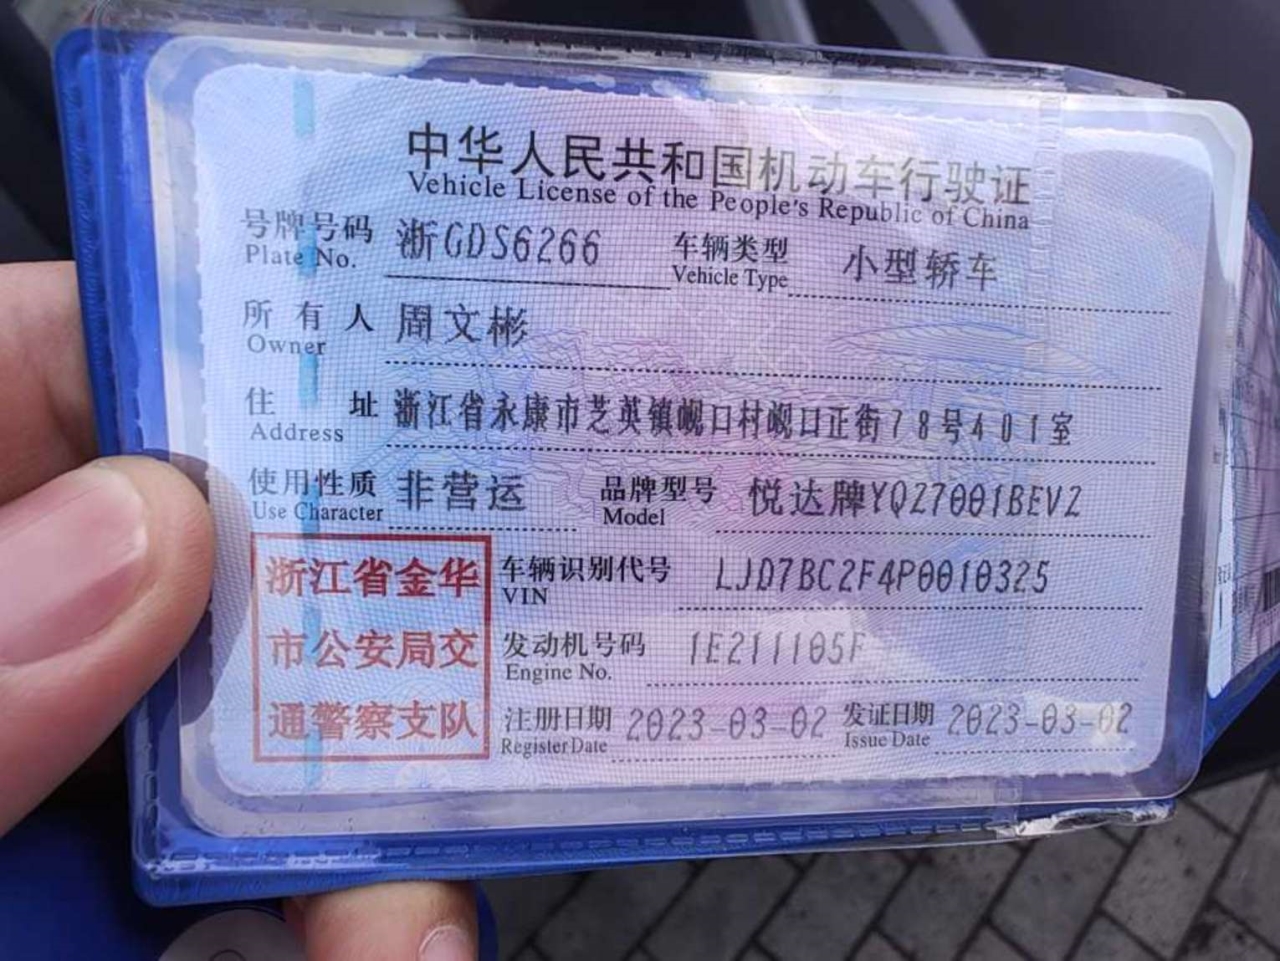 中华人民共和国机动车行驶证
Vehicle License of the People's Republic of China
号牌号码 浙GDS6266 车辆类型 小型轿车
Plate No. Vehicle Type
所有人 周文彬
Owner
住址 浙江省永康市芝英镇岘口村岘口正街78号401室
Address
使用性质 非营运 品牌型号 悦达牌YQZ7001BEV2
Use Character Model
浙江省金华
市公安局交
通警察支队
车辆识别代号 LJD7BC2F4P0010325
VIN
发动机号码 1E211105F
Engine No.
注册日期 2023-03-02 发证日期 2023-03-02
Register Date Issue Date